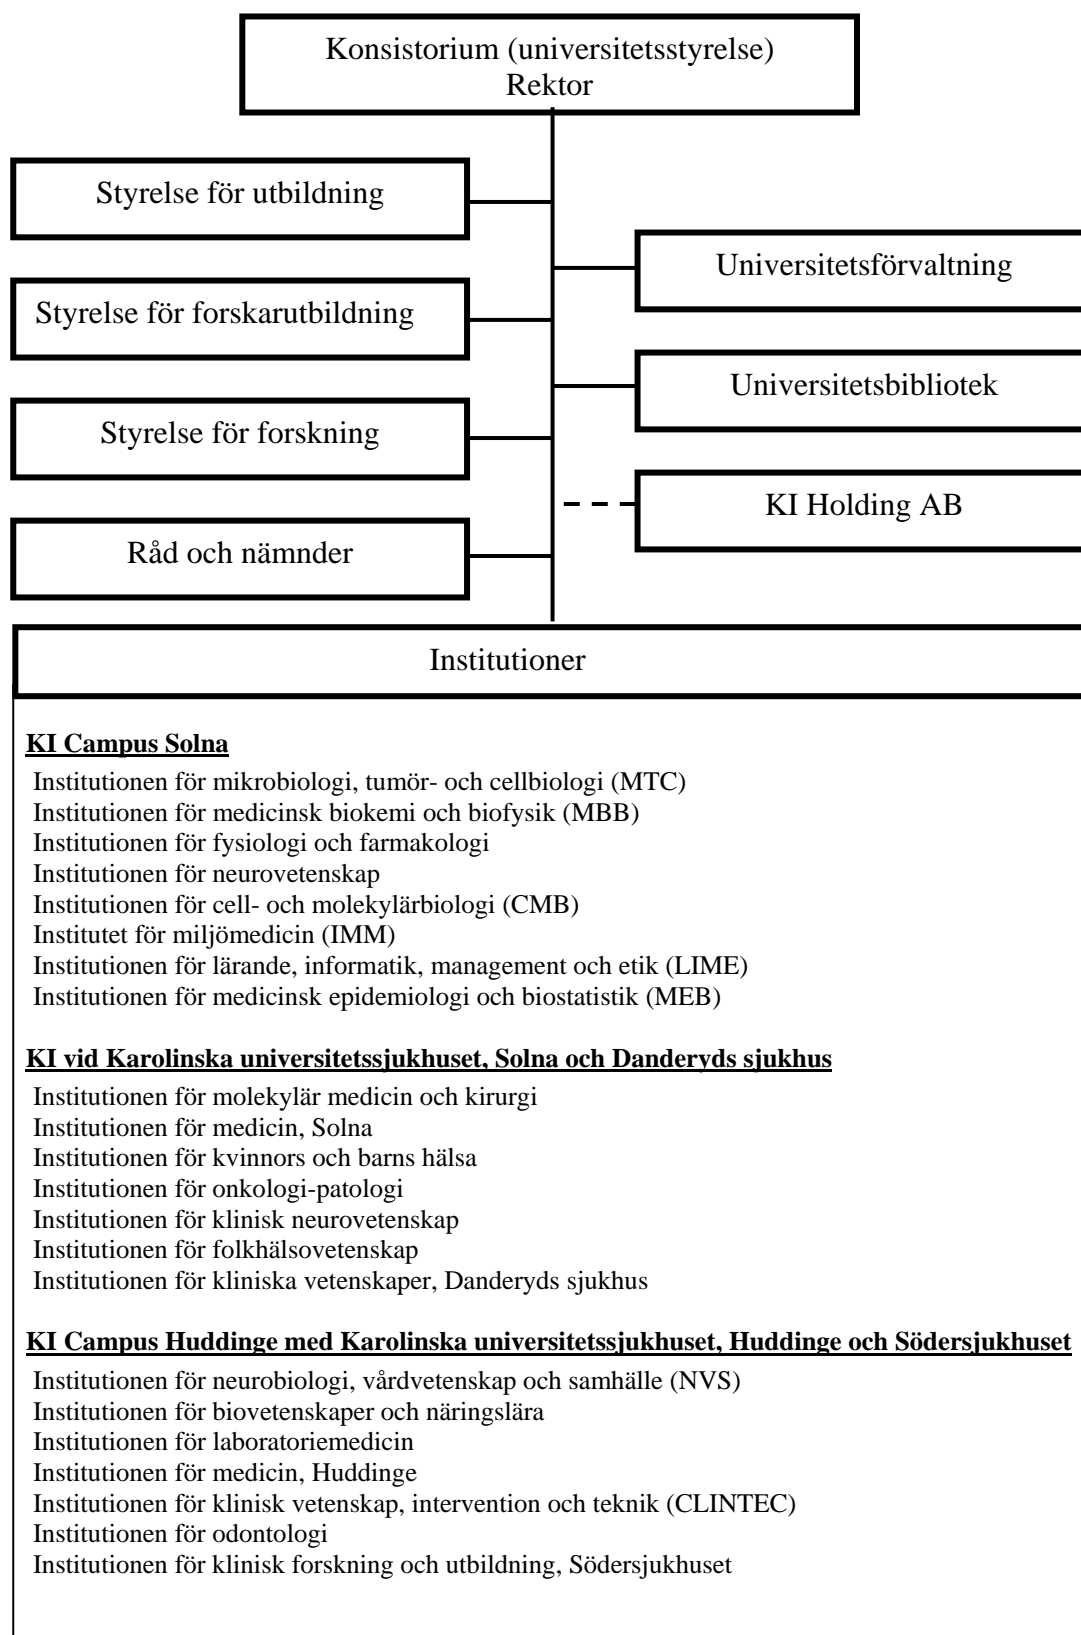 Konsistorium (universitetsstyrelse)
Rektor
Styrelse för utbildning
Universitetsförvaltning
Styrelse för forskarutbildning
Universitetsbibliotek
Styrelse för forskning
KI Holding AB
Råd och nämnder
Institutioner
KI Campus Solna
Institutionen för mikrobiologi, tumör- och cellbiologi (MTC)
Institutionen för medicinsk biokemi och biofysik (MBB)
Institutionen för fysiologi och farmakologi
Institutionen för neurovetenskap
Institutionen för cell- och molekylärbiologi (CMB)
Institutet för miljömedicin (IMM)
Institutionen för lärande, informatik, management och etik (LIME)
Institutionen för medicinsk epidemiologi och biostatistik (MEB)
KI vid Karolinska universitetssjukhuset, Solna och Danderyds sjukhus
Institutionen för molekylär medicin och kirurgi
Institutionen för medicin, Solna
Institutionen för kvinnors och barns hälsa
Institutionen för onkologi-patologi
Institutionen för klinisk neurovetenskap
Institutionen för folkhälsovetenskap
Institutionen för kliniska vetenskaper, Danderyds sjukhus
KI Campus Huddinge med Karolinska universitetssjukhuset, Huddinge och Södersjukhuset
Institutionen för neurobiologi, vårdvetenskap och samhälle (NVS)
Institutionen för biovetenskaper och näringslära
Institutionen för laboratoriemedicin
Institutionen för medicin, Huddinge
Institutionen för klinisk vetenskap, intervention och teknik (CLINTEC)
Institutionen för odontologi
Institutionen för klinisk forskning och utbildning, Södersjukhuset